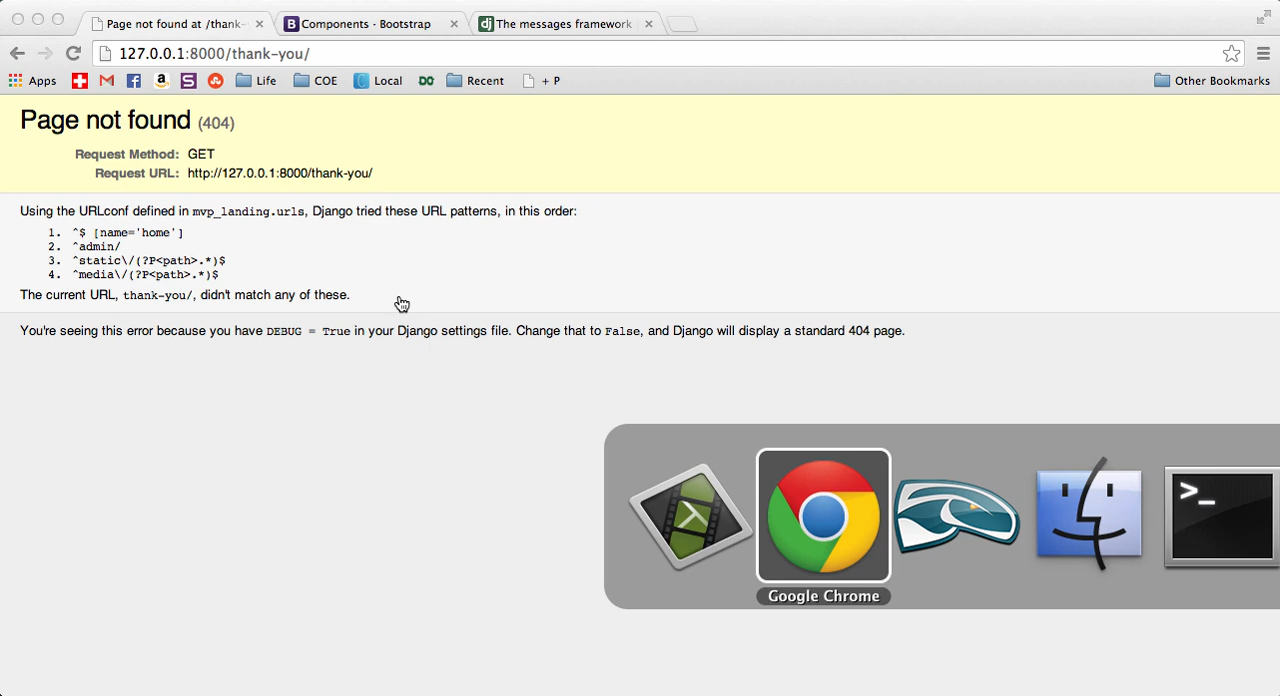 Page not found at /thank-
Components · Bootstrap
dj The messages framework
127.0.0.1:8000/thank-you/
Apps
Life
COE
Local
DO
Recent
+ P
Other Bookmarks
Page not found (404)
Request Method: GET
Request URL: http://127.0.0.1:8000/thank-you/
Using the URLconf defined in mvp_landing.urls, Django tried these URL patterns, in this order:
1. ^$ [name='home']
2. ^admin/
3. ^static\/(?P<path>.*)$
4. ^media\/(?P<path>.*)$
The current URL, thank-you/, didn't match any of these.
You're seeing this error because you have DEBUG = True in your Django settings file. Change that to False, and Django will display a standard 404 page.
>_
Google Chrome